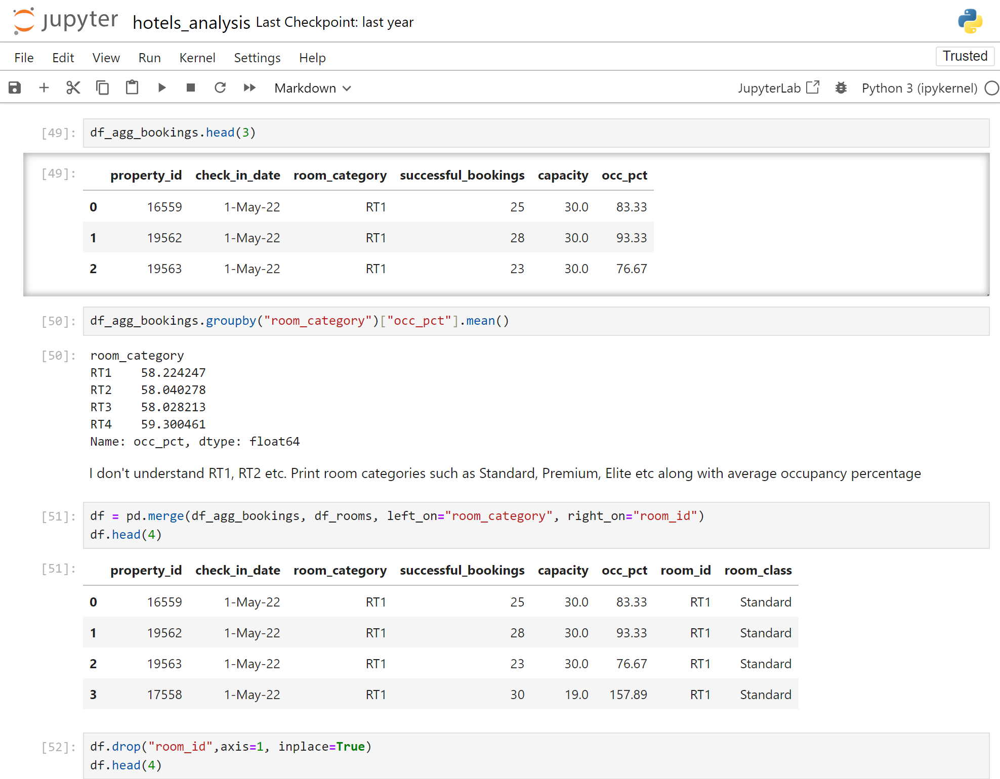 jupyter hotels_analysis Last Checkpoint: last year
File Edit View Run Kernel Settings Help Trusted
Markdown JupyterLab Python 3 (ipykernel)
[49]: df_agg_bookings.head(3)
[49]: property_id check_in_date room_category successful_bookings capacity occ_pct
0 16559 1-May-22 RT1 25 30.0 83.33
1 19562 1-May-22 RT1 28 30.0 93.33
2 19563 1-May-22 RT1 23 30.0 76.67
[50]: df_agg_bookings.groupby("room_category")["occ_pct"].mean()
[50]: room_category
RT1    58.224247
RT2    58.040278
RT3    58.028213
RT4    59.300461
Name: occ_pct, dtype: float64
I don't understand RT1, RT2 etc. Print room categories such as Standard, Premium, Elite etc along with average occupancy percentage
[51]: df = pd.merge(df_agg_bookings, df_rooms, left_on="room_category", right_on="room_id")
df.head(4)
[51]: property_id check_in_date room_category successful_bookings capacity occ_pct room_id room_class
0 16559 1-May-22 RT1 25 30.0 83.33 RT1 Standard
1 19562 1-May-22 RT1 28 30.0 93.33 RT1 Standard
2 19563 1-May-22 RT1 23 30.0 76.67 RT1 Standard
3 17558 1-May-22 RT1 30 19.0 157.89 RT1 Standard
[52]: df.drop("room_id",axis=1, inplace=True)
df.head(4)